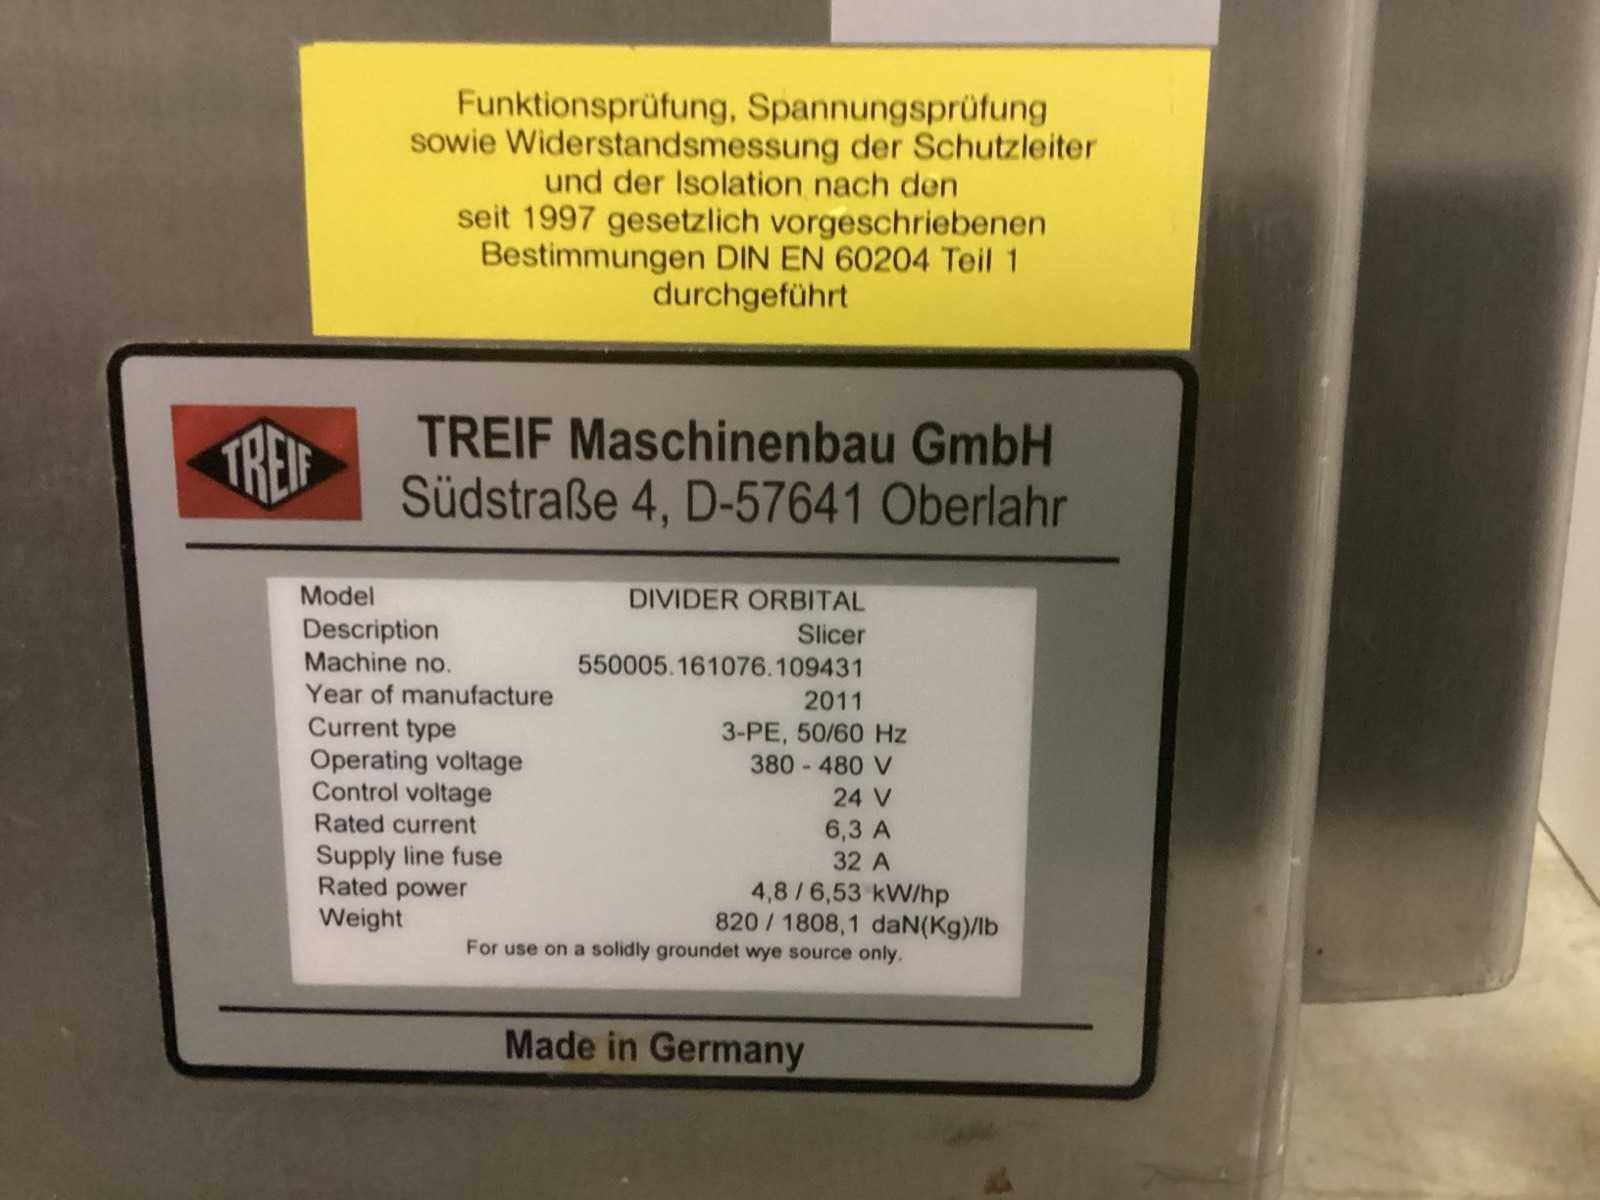 Funktionsprüfung, Spannungsprüfung
sowie Widerstandsmessung der Schutzleiter
und der Isolation nach den
seit 1997 gesetzlich vorgeschriebenen
Bestimmungen DIN EN 60204 Teil 1
durchgeführt
TREIF
TREIF Maschinenbau GmbH
Südstraße 4, D-57641 Oberlahr
Model DIVIDER ORBITAL
Description Slicer
Machine no. 550005.161076.109431
Year of manufacture 2011
Current type 3-PE, 50/60 Hz
Operating voltage 380 - 480 V
Control voltage 24 V
Rated current 6,3 A
Supply line fuse 32 A
Rated power 4,8 / 6,53 kW/hp
Weight 820 / 1808,1 daN(Kg)/lb
For use on a solidly groundet wye source only.
Made in Germany